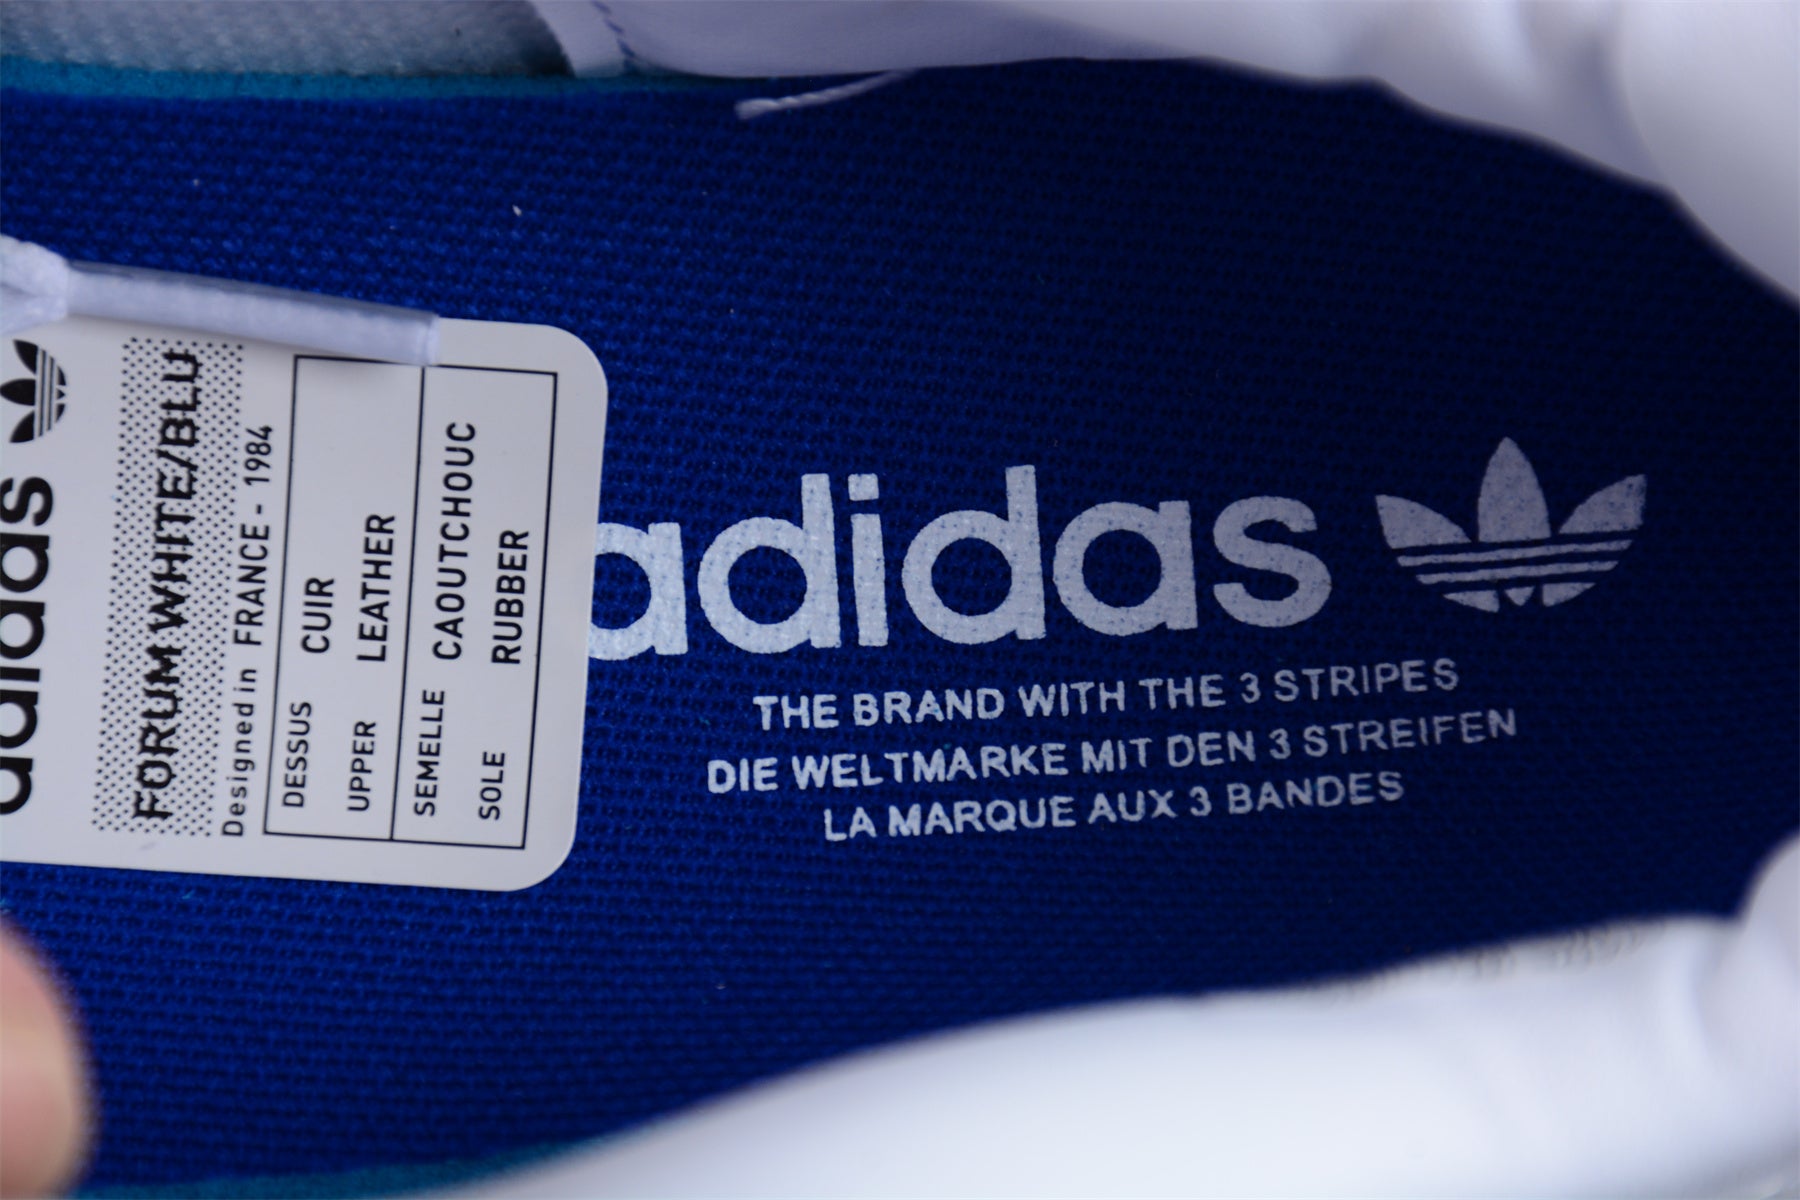 adidas
FORUM WHITE/BLU
Designed in FRANCE - 1984
DESSUS CUIR
UPPER LEATHER
SEMELLE CAOUTCHOUC
SOLE RUBBER
adidas
THE BRAND WITH THE 3 STRIPES
DIE WELTMARKE MIT DEN 3 STREIFEN
LA MARQUE AUX 3 BANDES